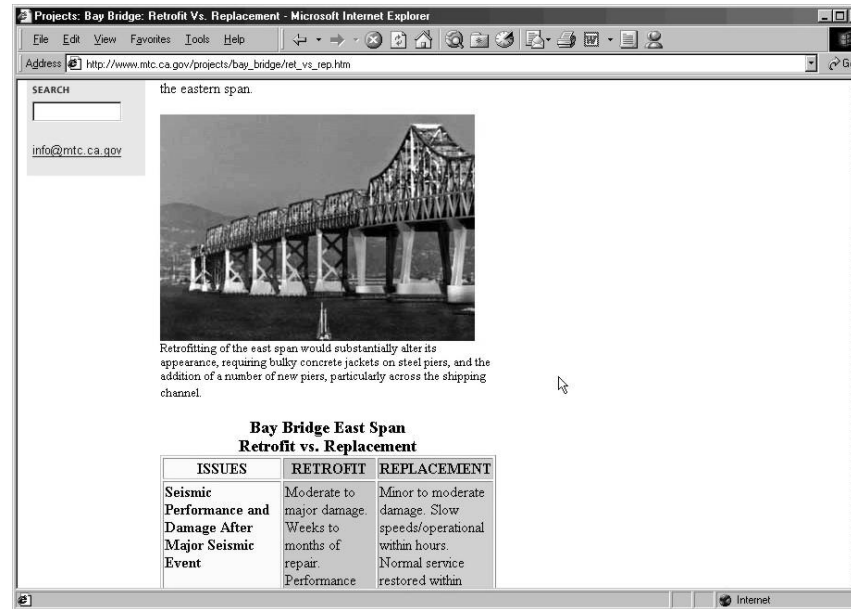 Projects: Bay Bridge: Retrofit Vs. Replacement - Microsoft Internet Explorer
File Edit View Favorites Tools Help
Address http://www.mtc.ca.gov/projects/bay_bridge/ret_vs_rep.htm
SEARCH
info@mtc.ca.gov
the eastern span.
Retrofitting of the east span would substantially alter its
appearance, requiring bulky concrete jackets on steel piers, and the
addition of a number of new piers, particularly across the shipping
channel.
Bay Bridge East Span
Retrofit vs. Replacement
ISSUES RETROFIT REPLACEMENT
Seismic
Performance and
Damage After
Major Seismic
Event
Moderate to
major damage.
Weeks to
months of
repair.
Performance
Minor to moderate
damage. Slow
speeds/operational
within hours.
Normal service
restored within
Internet